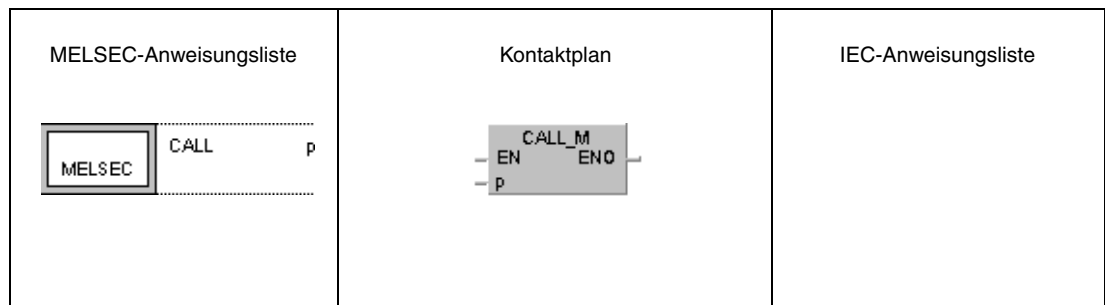 MELSEC-Anweisungsliste
Kontaktplan
IEC-Anweisungsliste
MELSEC
CALL p
CALL_M
EN ENO
p